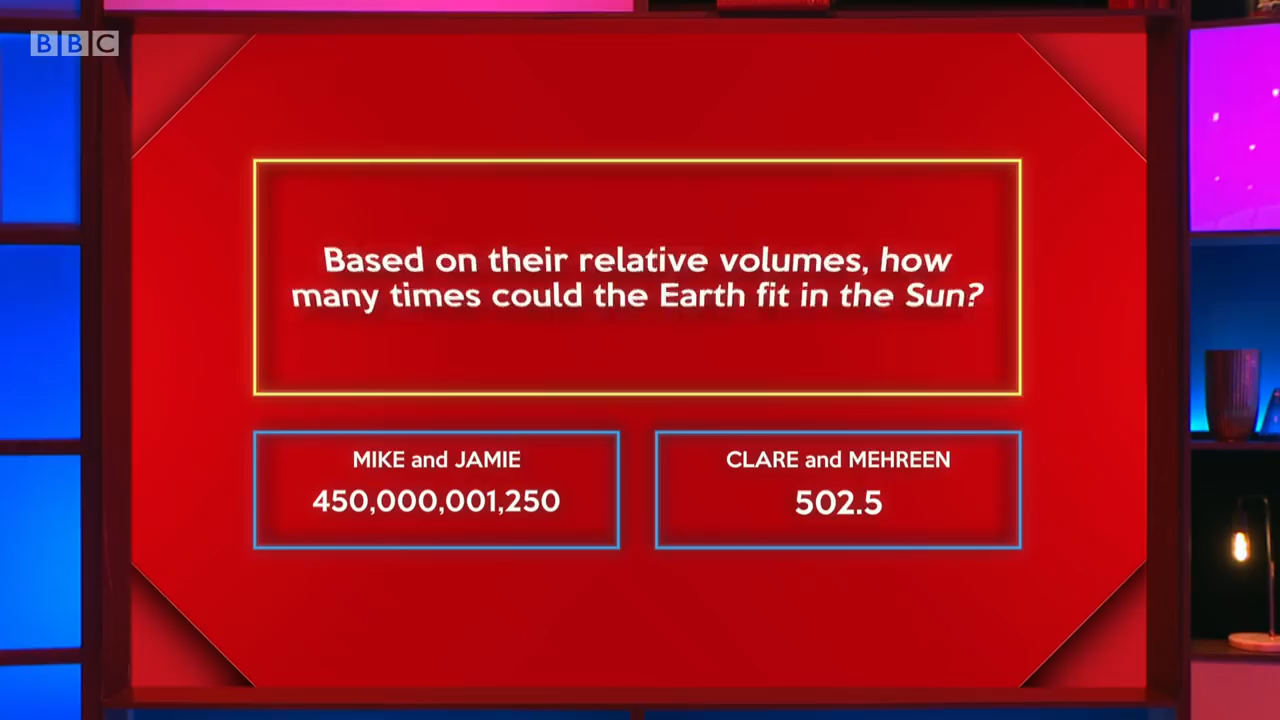 BBC
Based on their relative volumes, how
many times could the Earth fit in the Sun?
MIKE and JAMIE
450,000,001,250
CLARE and MEHREEN
502.5